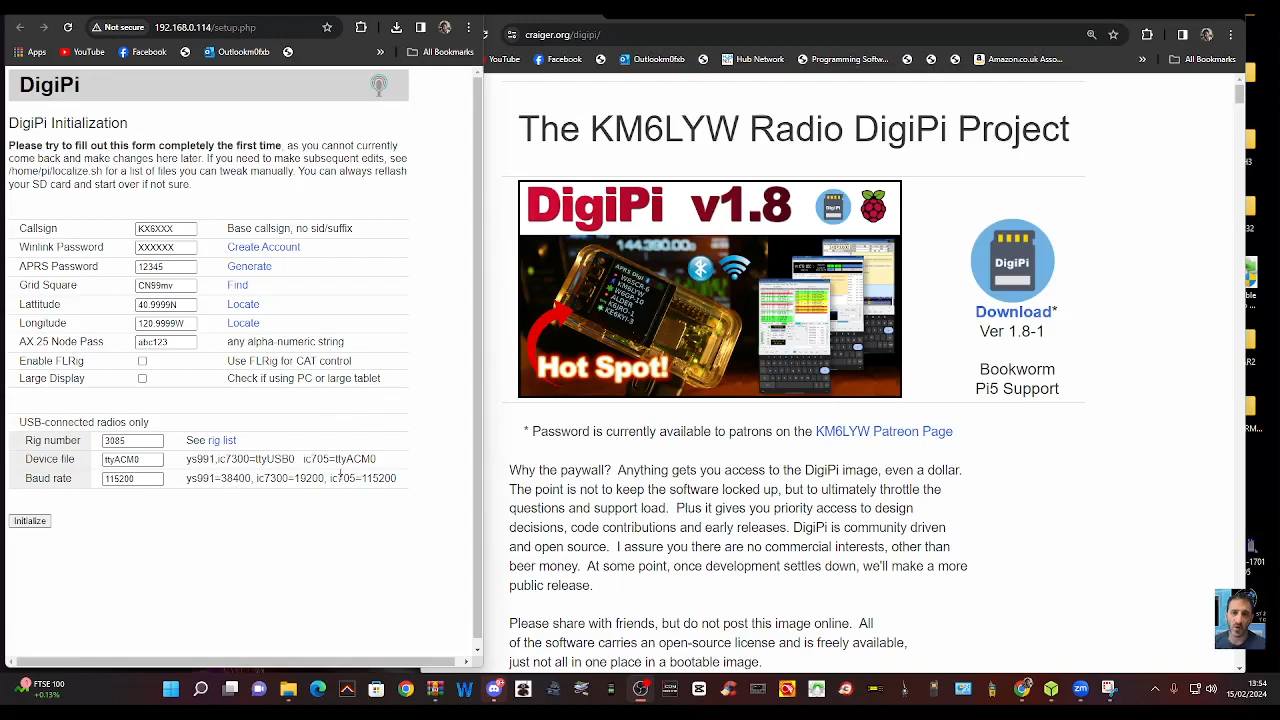 Not secure 192.168.0.114/setup.php
Apps YouTube Facebook Outlookm0fxb » All Bookmarks
DigiPi
DigiPi Initialization
Please try to fill out this form completely the first time, as you cannot currently
come back and make changes here later. If you need to make subsequent edits, see
/home/pi/localize.sh for a list of files you can tweak manually. You can always reflash
your SD card and start over if not sure.
Callsign KX6XXX Base callsign, no sid/suffix
Winlink Password XXXXXX Create Account
APRS Password 12345 Generate
Grid Square CN99mv Find
Lattitude 40.9999N Locate
Longitude 120.9999W Locate
AX.25 Node Pass abc123 any alpha numeric string
Enable FLRig Use FLRig for CAT control
Large Display Check if using PC or large tablet
USB-connected radios only
Rig number 3085 See rig list
Device file ttyACM0 ys991,ic7300=ttyUSB0 ic705=ttyACM0
Baud rate 115200 ys991=38400, ic7300=19200, ic705=115200
Initialize
craiger.org/digipi/
YouTube Facebook Outlookm0fxb Hub Network Programming Softw... Amazon.co.uk Asso... » All Bookmarks
The KM6LYW Radio DigiPi Project
DigiPi v1.8
DigiPi
144.390.00
APRS Digi
Hot Spot!
DigiPi
Download*
Ver 1.8-1
Bookworm
Pi5 Support
* Password is currently available to patrons on the KM6LYW Patreon Page
Why the paywall? Anything gets you access to the DigiPi image, even a dollar.
The point is not to keep the software locked up, but to ultimately throttle the
questions and support load. Plus it gives you priority access to design
decisions, code contributions and early releases. DigiPi is community driven
and open source. I assure you there are no commercial interests, other than
beer money. At some point, once development settles down, we'll make a more
public release.
Please share with friends, but do not post this image online. All
of the software carries an open-source license and is freely available,
just not all in one place in a bootable image.
FTSE 100
+0.13%
13:54
15/02/2024